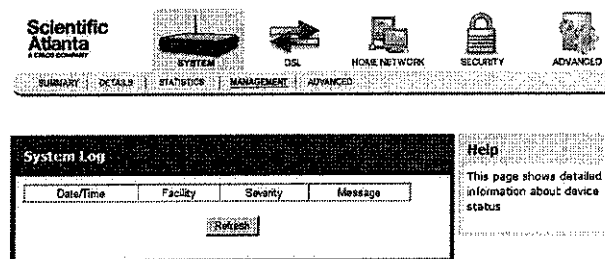 Scientific
Atlanta
A CISCO COMPANY
SYSTEM DSL HOME NETWORK SECURITY ADVANCED
SUMMARY DETAILS STATISTICS MANAGEMENT ADVANCED
System Log
Date/Time Facility Severity Message
Refresh
Help
This page shows detailed
information about device
status